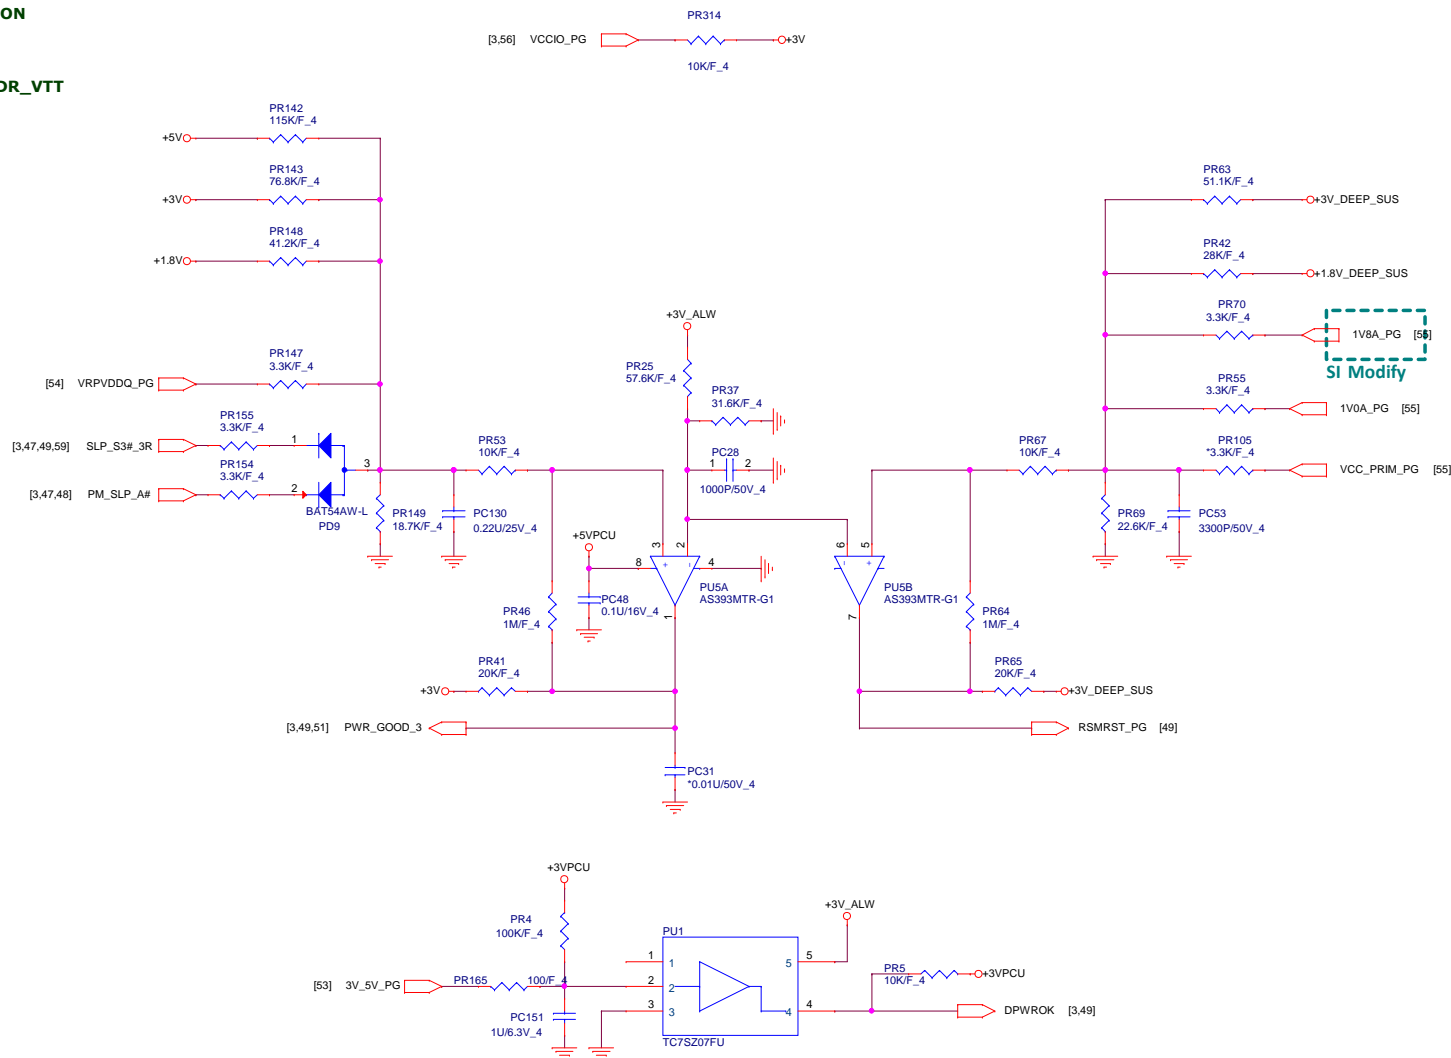 ON
PR314
[3,56] VCCIO_PG
+3V
10K/F_4
OR_VTT
PR142
115K/F_4
+5V
PR143
76.8K/F_4
+3V
PR148
41.2K/F_4
+1.8V
PR63
51.1K/F_4
+3V_DEEP_SUS
PR42
28K/F_4
+1.8V_DEEP_SUS
PR70
3.3K/F_4
1V8A_PG
SI Modify
PR55
3.3K/F_4
1V0A_PG [55]
PR105
*3.3K/F_4
VCC_PRIM_PG [55]
+3V_ALW
PR25
57.6K/F_4
PR37
31.6K/F_4
PC28
1 2
1000P/50V_4
PR147
3.3K/F_4
[54] VRPVDDQ_PG
PR155
3.3K/F_4
1
[3,47,49,59] SLP_S3#_3R
PR154
3.3K/F_4
2
3
[3,47,48] PM_SLP_A#
BAT54AW-L
PD9
PR149
18.7K/F_4
PC130
0.22U/25V_4
PR53
10K/F_4
PR67
10K/F_4
PR69
22.6K/F_4
PC53
3300P/50V_4
+5VPCU
8
3
2
4
+ -
1
PU5A
AS393MTR-G1
6
5
- +
7
PU5B
AS393MTR-G1
PC48
0.1U/16V_4
PR46
1M/F_4
PR64
1M/F_4
PR41
20K/F_4
+3V
PR65
20K/F_4
+3V_DEEP_SUS
[3,49,51] PWR_GOOD_3
RSMRST_PG [49]
PC31
*0.01U/50V_4
+3VPCU
PR4
100K/F_4
+3V_ALW
PU1
1 1
5 5
[53] 3V_5V_PG
PR165 100/F_4
2 2
3 3
4 4
PR5
10K/F_4
+3VPCU
DPWROK [3,49]
PC151
1U/6.3V_4
TC7SZ07FU